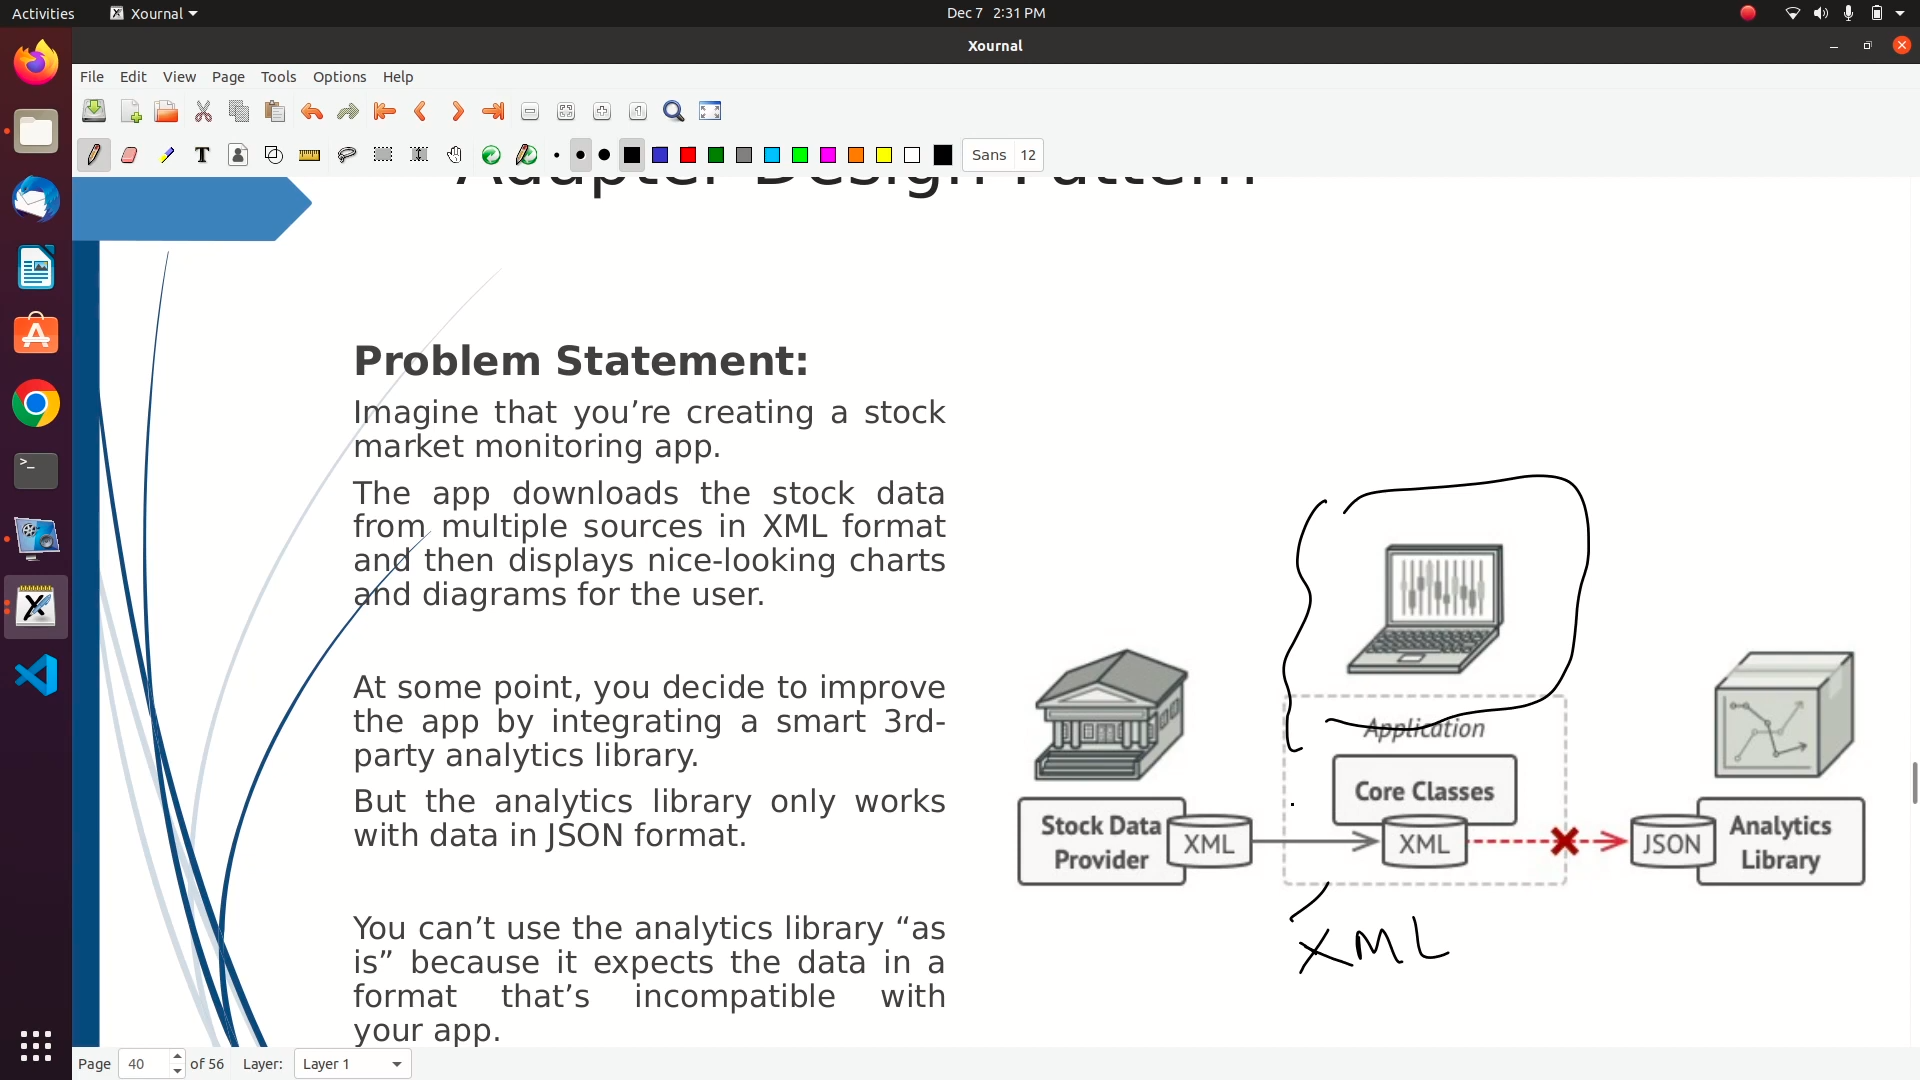 Activities
Xournal
Dec 7 2:31 PM
Xournal
File Edit View Page Tools Options Help
Sans 12
Adapter Design Pattern
Problem Statement:
Imagine that you’re creating a stock
market monitoring app.
The app downloads the stock data
from multiple sources in XML format
and then displays nice-looking charts
and diagrams for the user.
At some point, you decide to improve
the app by integrating a smart 3rd-
party analytics library.
But the analytics library only works
with data in JSON format.
You can’t use the analytics library “as
is” because it expects the data in a
format that’s incompatible with
your app.
Application
Core Classes
Stock Data
Provider
XML
XML
JSON
Analytics
Library
XML
Page 40 of 56 Layer: Layer 1